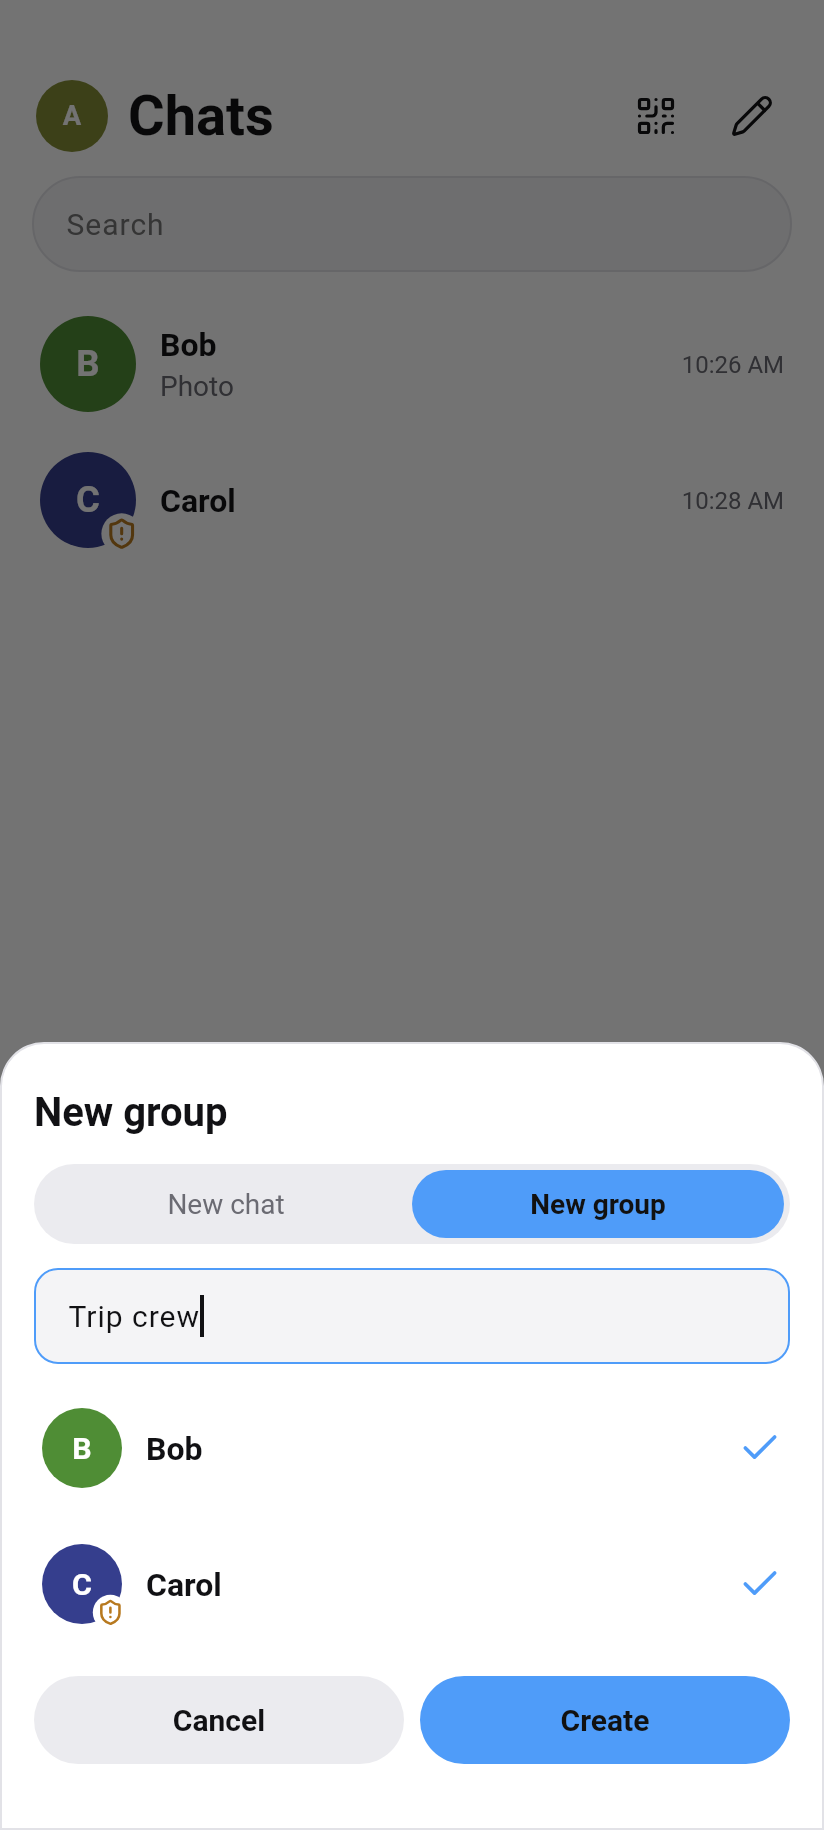 A
Chats
Search
B
Bob
Photo
10:26 AM
C
Carol
10:28 AM
New group
New chat
New group
Trip crew
B
Bob
C
Carol
Cancel
Create